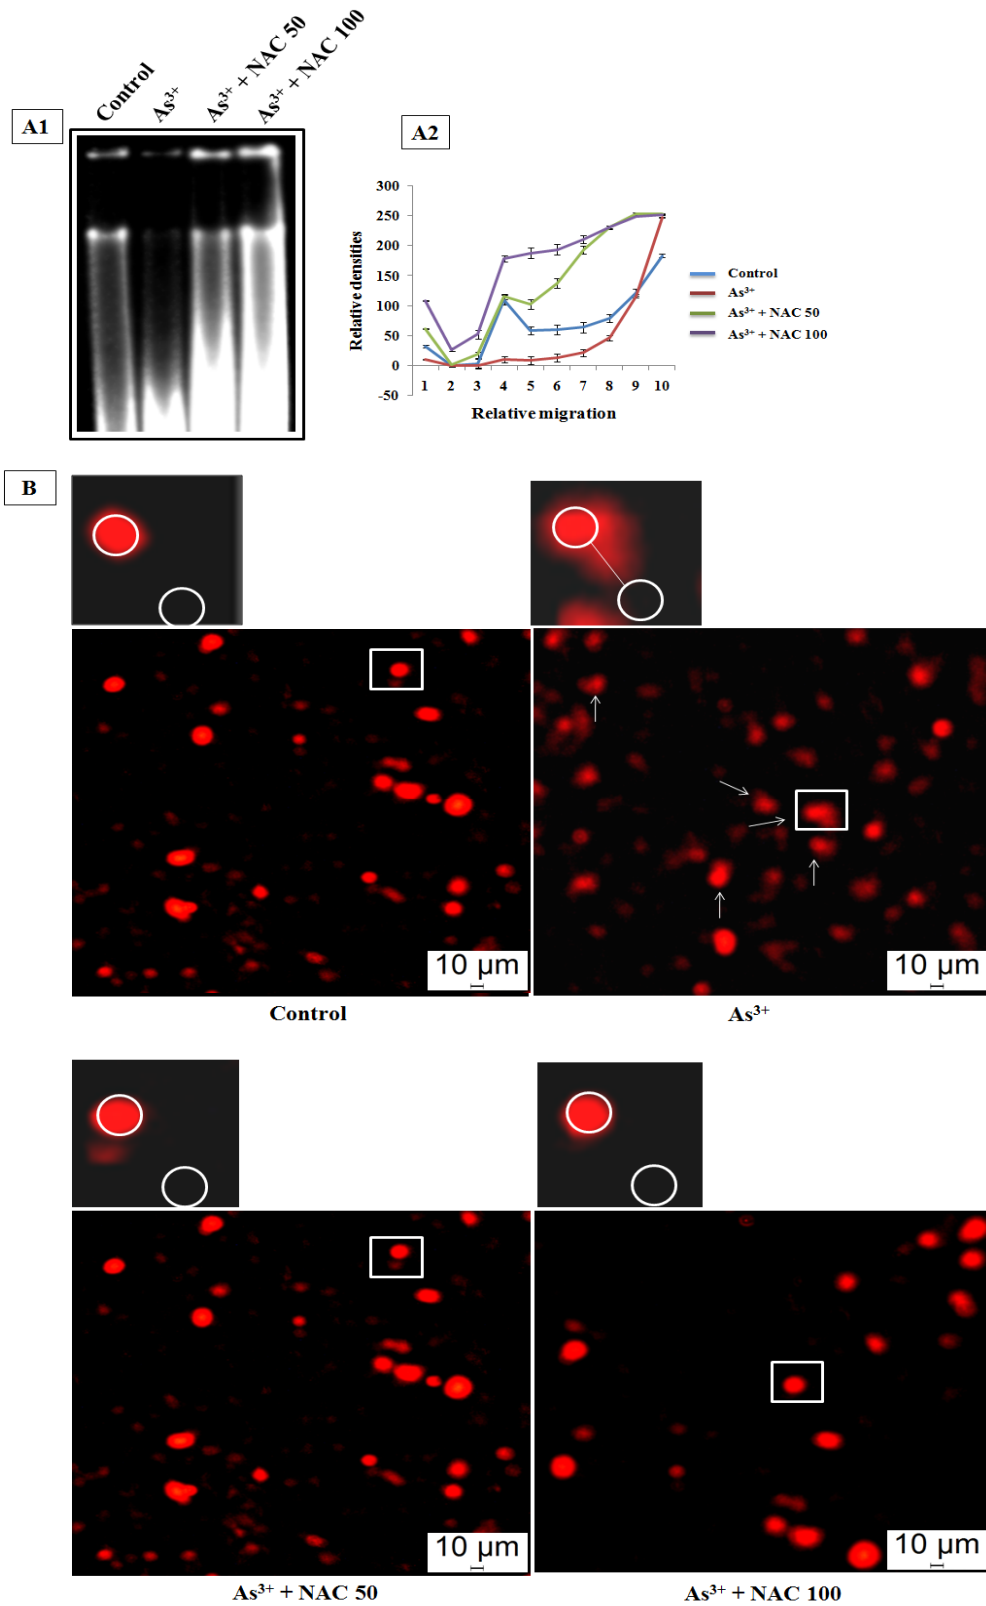 Control
As³⁺
As³⁺ + NAC 50
As³⁺ + NAC 100
A1
A2
300
250
200
150
100
50
0
-50
Relative densities
1 2 3 4 5 6 7 8 9 10
Relative migration
Control
As³⁺
As³⁺ + NAC 50
As³⁺ + NAC 100
B
10 µm
10 µm
Control
As³⁺
10 µm
10 µm
As³⁺ + NAC 50
As³⁺ + NAC 100